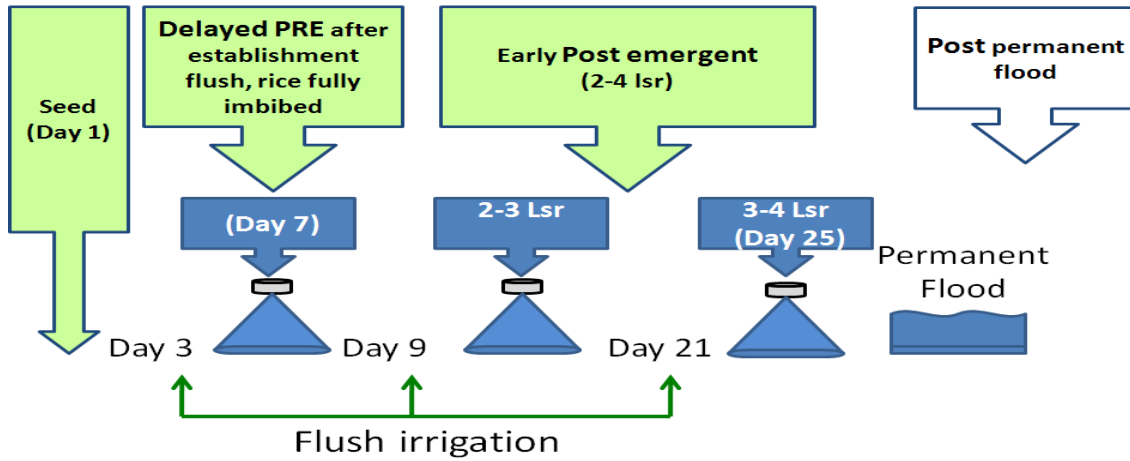 Seed
(Day 1)
Delayed PRE after
establishment
flush, rice fully
imbibed
Early Post emergent
(2-4 lsr)
Post permanent
flood
(Day 7)
2-3 Lsr
3-4 Lsr
(Day 25)
Permanent
Flood
Day 3
Day 9
Day 21
Flush irrigation